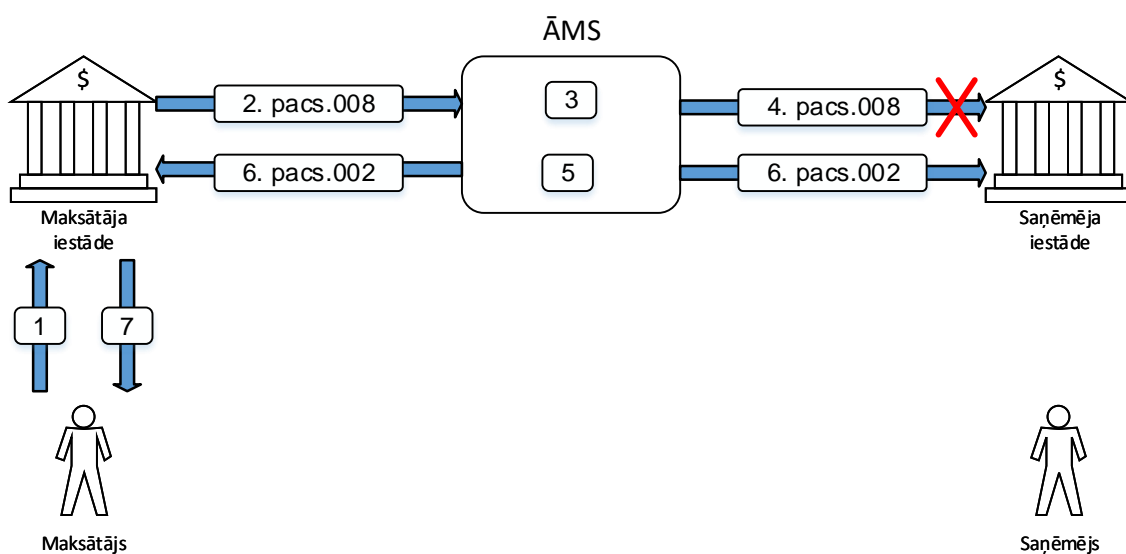 ĀMS
$
$
2. pacs.008
3
4. pacs.008
6. pacs.002
5
6. pacs.002
Maksātāja
iestāde
Saņēmēja
iestāde
1
7
Maksātājs
Saņēmējs